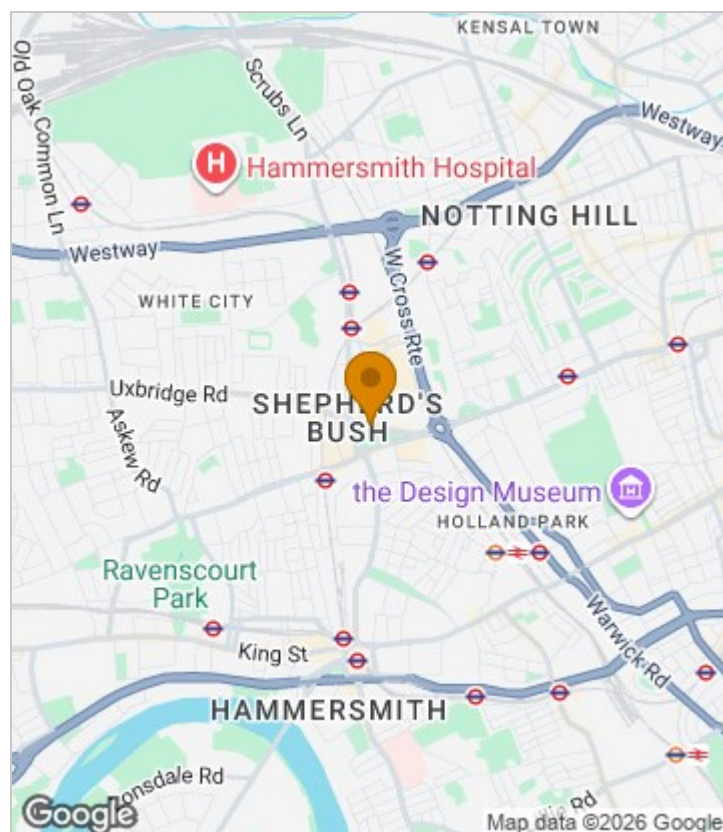 KENSAL TOWN
Old Oak Common Ln
Scrubs Ln
Westway
H
Hammersmith Hospital
NOTTING HILL
Westway
W Cross Rte
WHITE CITY
Uxbridge Rd
SHEPHERD'S
BUSH
Askew Rd
the Design Museum
HOLLAND PARK
Ravenscourt
Park
King St
Warwick Rd
HAMMERSMITH
onsdale Rd
Rd
Google
Map data ©2026 Google